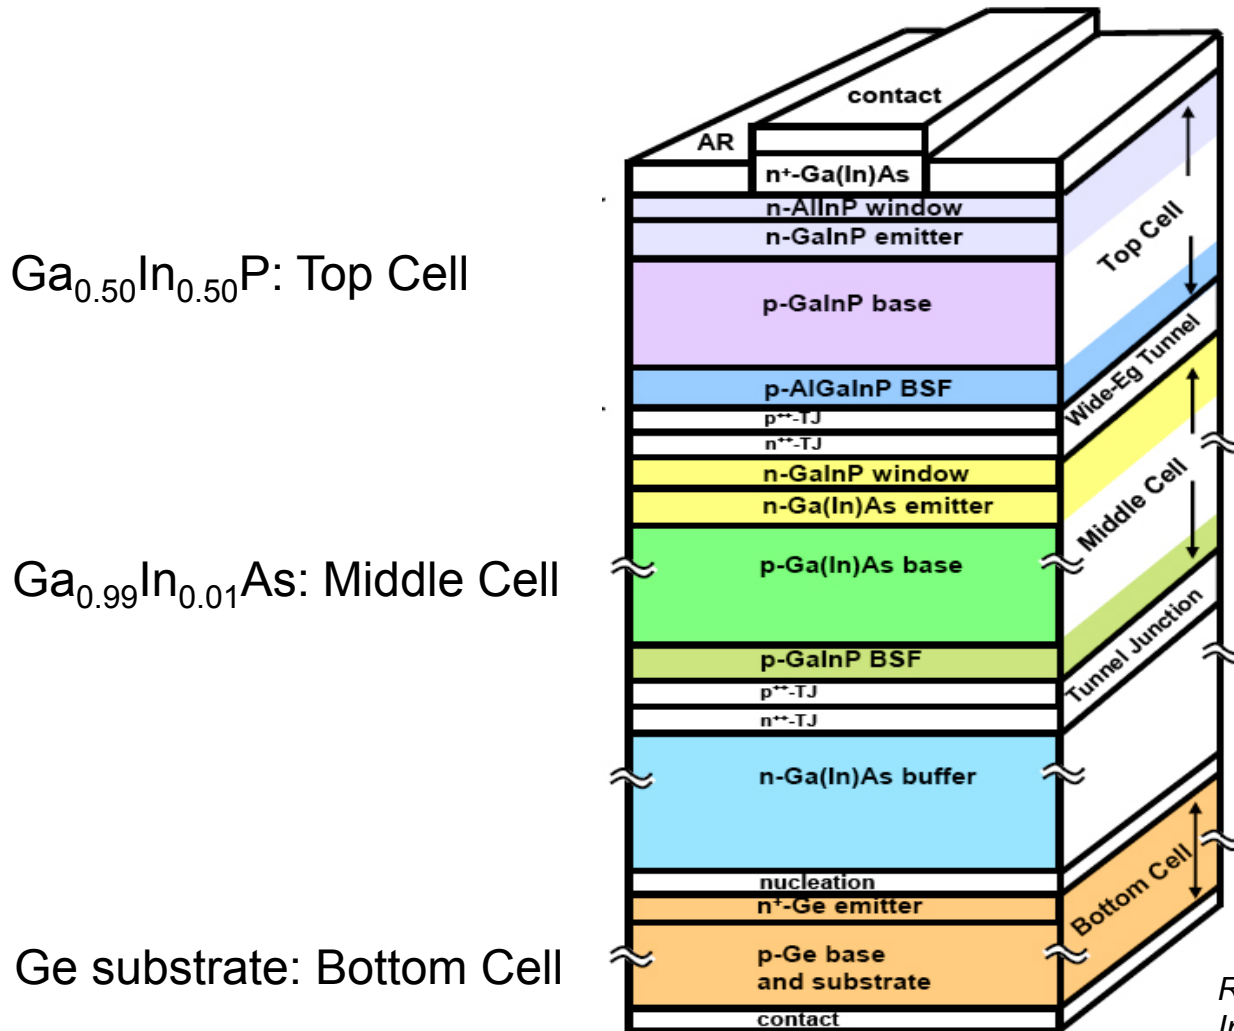 contact
AR
n⁺-Ga(In)As
n-AlInP window
n-GaInP emitter
Top Cell
Ga₀.₅₀In₀.₅₀P: Top Cell
p-GaInP base
p-AlGaInP BSF
Wide-Eg Tunnel
p⁺⁺-TJ
n⁺⁺-TJ
n-GaInP window
n-Ga(In)As emitter
Middle Cell
Ga₀.₉₉In₀.₀₁As: Middle Cell
p-Ga(In)As base
p-GaInP BSF
Tunnel Junction
p⁺⁺-TJ
n⁺⁺-TJ
n-Ga(In)As buffer
nucleation
n⁺-Ge emitter
Bottom Cell
Ge substrate: Bottom Cell
p-Ge base
and substrate
contact